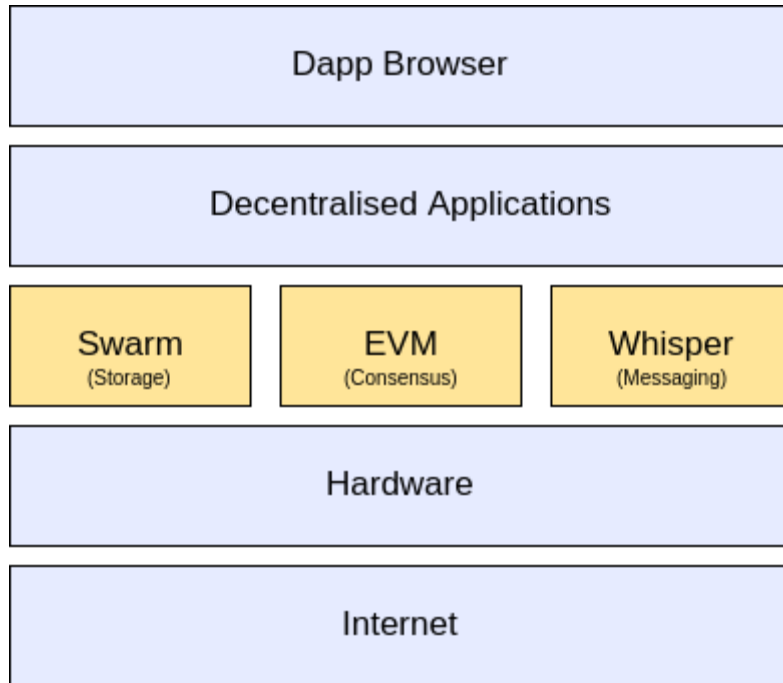 Dapp Browser
Decentralised Applications
Swarm
(Storage)
EVM
(Consensus)
Whisper
(Messaging)
Hardware
Internet